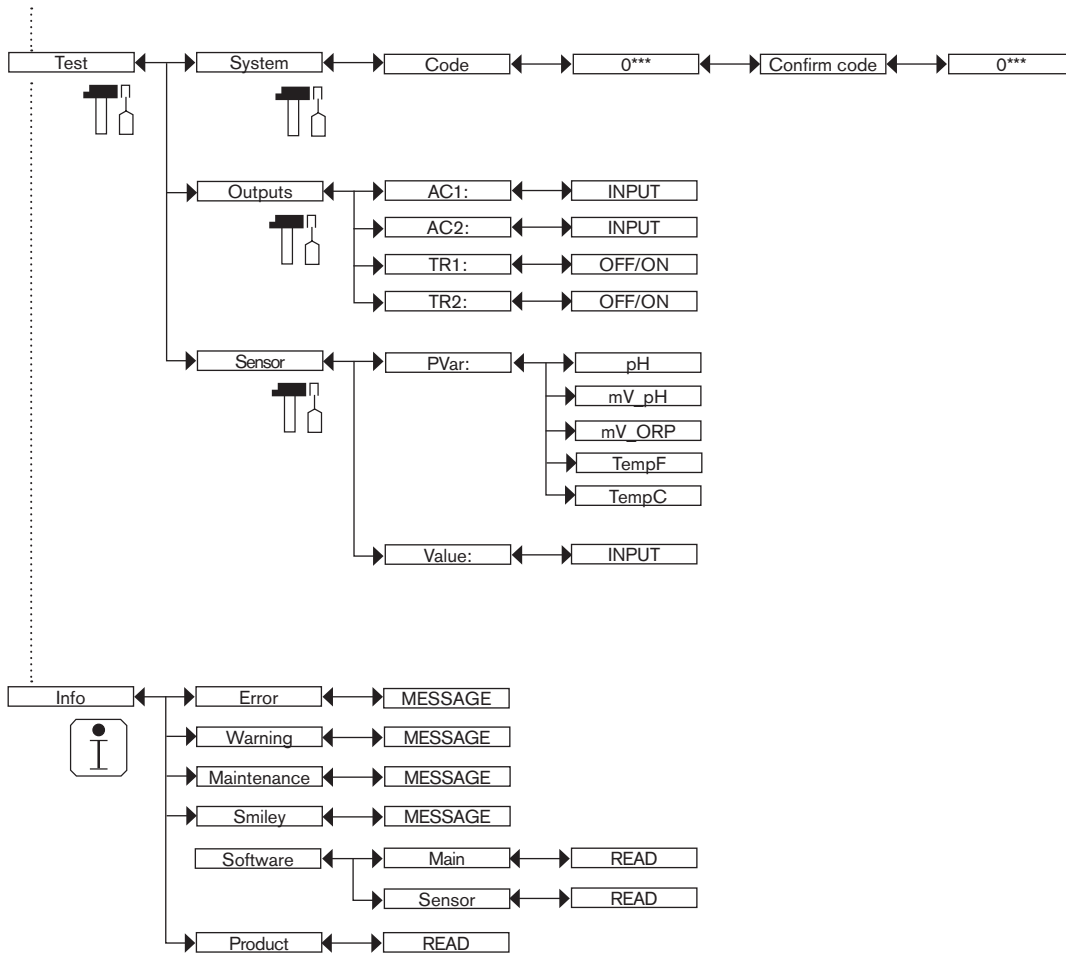 Test System Code 0*** Confirm code 0***
Outputs AC1: INPUT
AC2: INPUT
TR1: OFF/ON
TR2: OFF/ON
Sensor PVar: pH
mV_pH
mV_ORP
TempF
TempC
Value: INPUT
Info Error MESSAGE
Warning MESSAGE
Maintenance MESSAGE
Smiley MESSAGE
Software Main READ
Sensor READ
Product READ